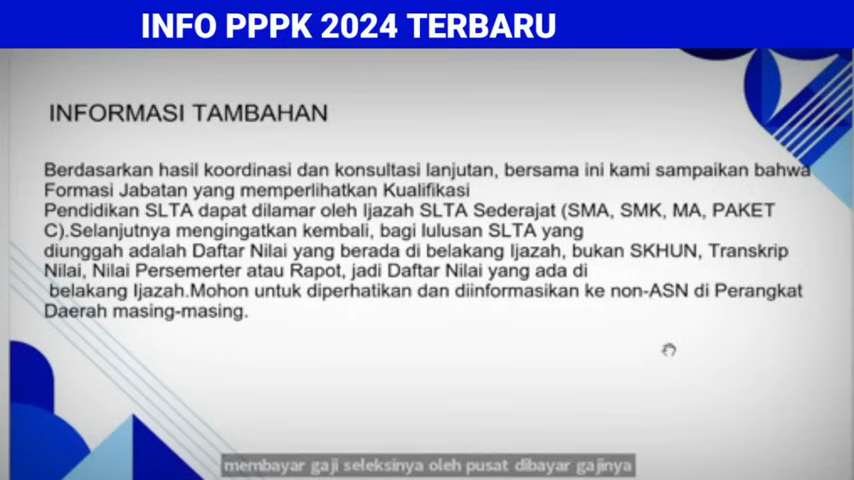 INFO PPPK 2024 TERBARU
INFORMASI TAMBAHAN
Berdasarkan hasil koordinasi dan konsultasi lanjutan, bersama ini kami sampaikan bahwa
Formasi Jabatan yang memperlihatkan Kualifikasi
Pendidikan SLTA dapat dilamar oleh Ijazah SLTA Sederajat (SMA, SMK, MA, PAKET
C).Selanjutnya mengingatkan kembali, bagi lulusan SLTA yang
diunggah adalah Daftar Nilai yang berada di belakang Ijazah, bukan SKHUN, Transkrip
Nilai, Nilai Persemerter atau Rapot, jadi Daftar Nilai yang ada di
belakang Ijazah.Mohon untuk diperhatikan dan diinformasikan ke non-ASN di Perangkat
Daerah masing-masing.
membayar gaji seleksinya oleh pusat dibayar gajinya